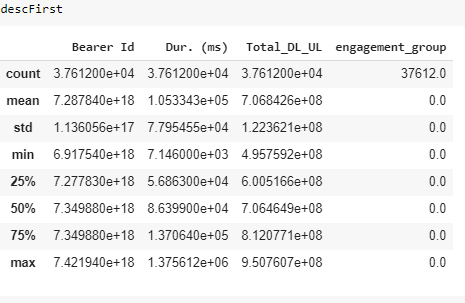 descFirst
Bearer Id Dur. (ms) Total_DL_UL engagement_group
count 3.761200e+04 3.761200e+04 3.761200e+04 37612.0
mean 7.287840e+18 1.053343e+05 7.068426e+08 0.0
std 1.136056e+17 7.795455e+04 1.223621e+08 0.0
min 6.917540e+18 7.146000e+03 4.957592e+08 0.0
25% 7.277830e+18 5.686300e+04 6.005166e+08 0.0
50% 7.349880e+18 8.639900e+04 7.064649e+08 0.0
75% 7.349880e+18 1.370640e+05 8.120771e+08 0.0
max 7.421940e+18 1.375612e+06 9.507607e+08 0.0